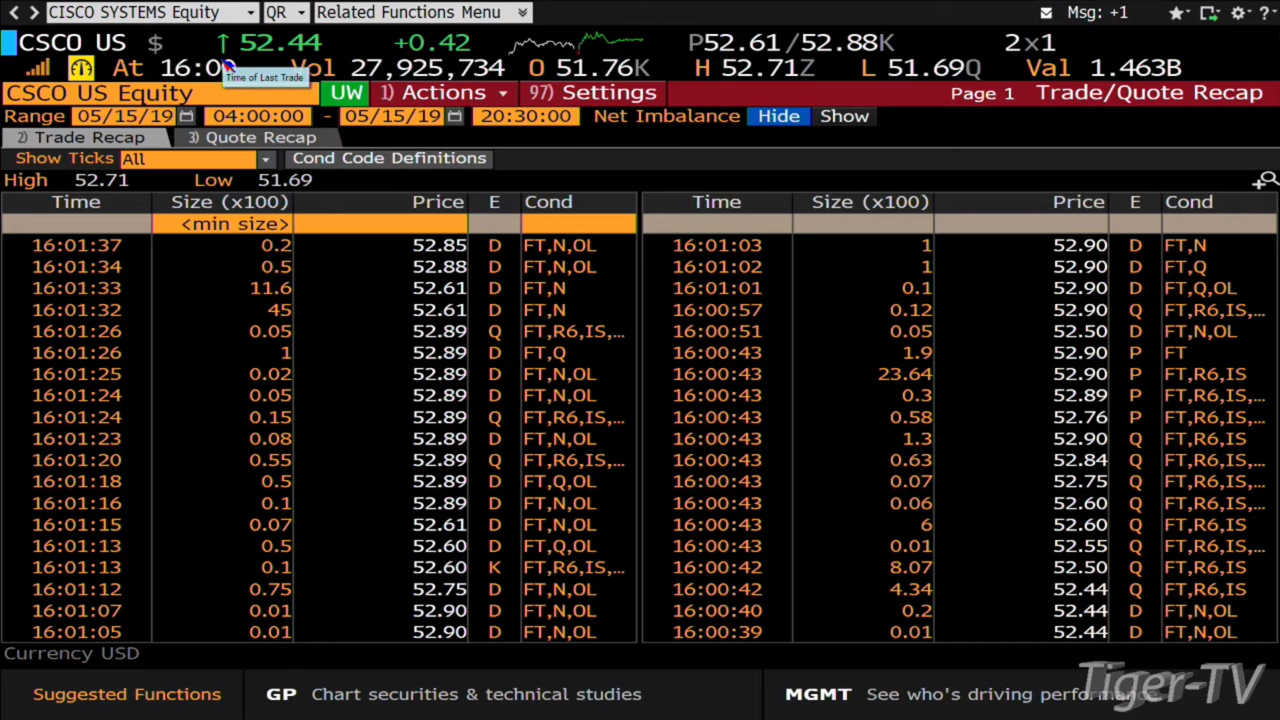 CISCO SYSTEMS Equity QR Related Functions Menu Msg: +1
CSCO US $ ↑ 52.44 +0.42 P52.61/52.88K 2x1
At 16:0 Vol 27,925,734 O 51.76K H 52.71Z L 51.69Q Val 1.463B
Time of Last Trade
CSCO US Equity UW 1) Actions 97) Settings Page 1 Trade/Quote Recap
Range 05/15/19 04:00:00 - 05/15/19 20:30:00 Net Imbalance Hide Show
2) Trade Recap 3) Quote Recap
Show Ticks All Cond Code Definitions
High 52.71 Low 51.69
Time Size (x100) Price E Cond Time Size (x100) Price E Cond
<min size>
16:01:37 0.2 52.85 D FT,N,OL 16:01:03 1 52.90 D FT,N
16:01:34 0.5 52.88 D FT,N,OL 16:01:02 1 52.90 D FT,Q
16:01:33 11.6 52.61 D FT,N 16:01:01 0.1 52.90 D FT,Q,OL
16:01:32 45 52.61 D FT,N 16:00:57 0.12 52.90 Q FT,R6,IS,...
16:01:26 0.05 52.89 Q FT,R6,IS,... 16:00:51 0.05 52.50 D FT,N,OL
16:01:26 1 52.89 D FT,Q 16:00:43 1.9 52.90 P FT
16:01:25 0.02 52.89 D FT,N,OL 16:00:43 23.64 52.90 P FT,R6,IS
16:01:24 0.05 52.89 D FT,N,OL 16:00:43 0.3 52.89 P FT,R6,IS,...
16:01:24 0.15 52.89 Q FT,R6,IS,... 16:00:43 0.58 52.76 P FT,R6,IS,...
16:01:23 0.08 52.89 D FT,N,OL 16:00:43 1.3 52.90 Q FT,R6,IS
16:01:20 0.55 52.89 Q FT,R6,IS,... 16:00:43 0.63 52.84 Q FT,R6,IS,...
16:01:18 0.5 52.89 D FT,Q,OL 16:00:43 0.07 52.75 Q FT,R6,IS,...
16:01:16 0.1 52.89 D FT,N,OL 16:00:43 0.06 52.60 Q FT,R6,IS,...
16:01:15 0.07 52.61 D FT,N,OL 16:00:43 6 52.60 Q FT,R6,IS
16:01:13 0.5 52.60 D FT,Q,OL 16:00:43 0.01 52.55 Q FT,R6,IS,...
16:01:13 0.1 52.60 K FT,R6,IS,... 16:00:42 8.07 52.50 Q FT,R6,IS
16:01:12 0.75 52.75 D FT,N,OL 16:00:42 4.34 52.44 Q FT,R6,IS
16:01:07 0.01 52.90 D FT,N,OL 16:00:40 0.2 52.44 D FT,N,OL
16:01:05 0.01 52.90 D FT,N,OL 16:00:39 0.01 52.44 D FT,N,OL
Currency USD
Suggested Functions GP Chart securities & technical studies MGMT See who's driving performance.
Tiger-TV